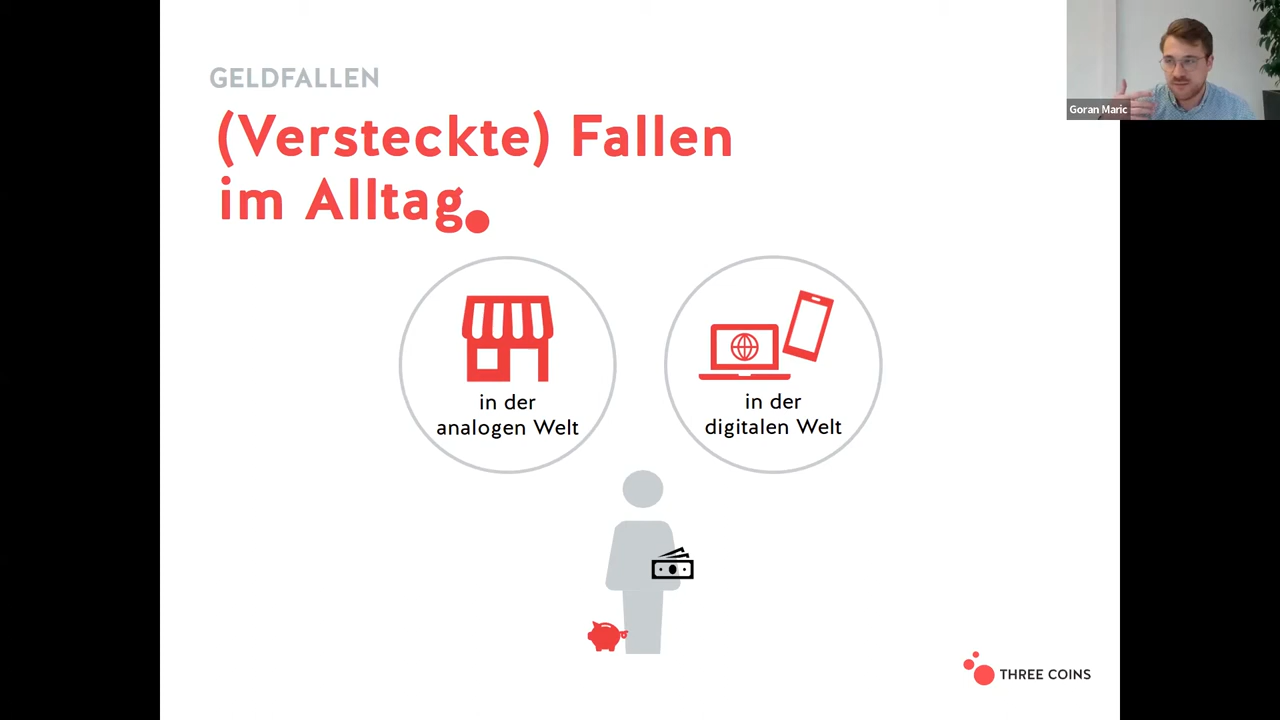 GELDFALLEN
(Versteckte) Fallen
im Alltag.
in der
analogen Welt
in der
digitalen Welt
Goran Maric
THREE COINS